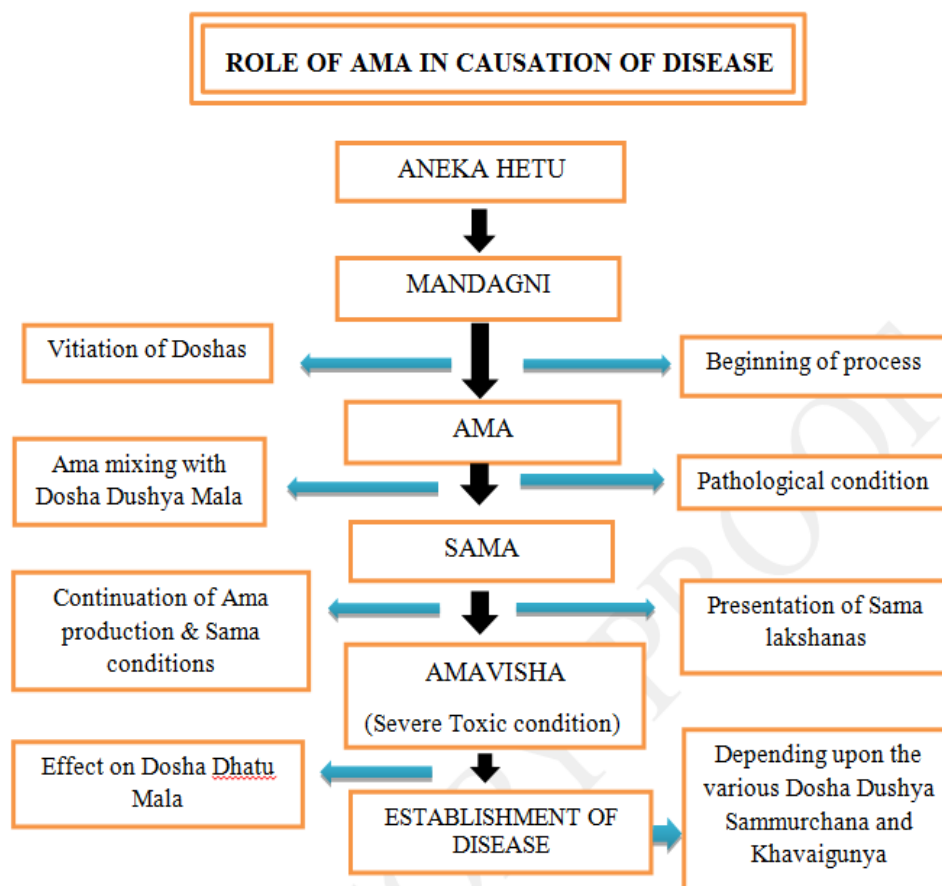 ROLE OF AMA IN CAUSATION OF DISEASE
ANEKA HETU
MANDAGNI
Vitiation of Doshas
Beginning of process
AMA
Ama mixing with
Dosha Dushya Mala
Pathological condition
SAMA
Continuation of Ama
production & Sama
conditions
Presentation of Sama
lakshanas
AMAVISHA
(Severe Toxic condition)
Effect on Dosha Dhatu
Mala
Depending upon the
various Dosha Dushya
Sammurchana and
Khavaigunya
ESTABLISHMENT OF
DISEASE